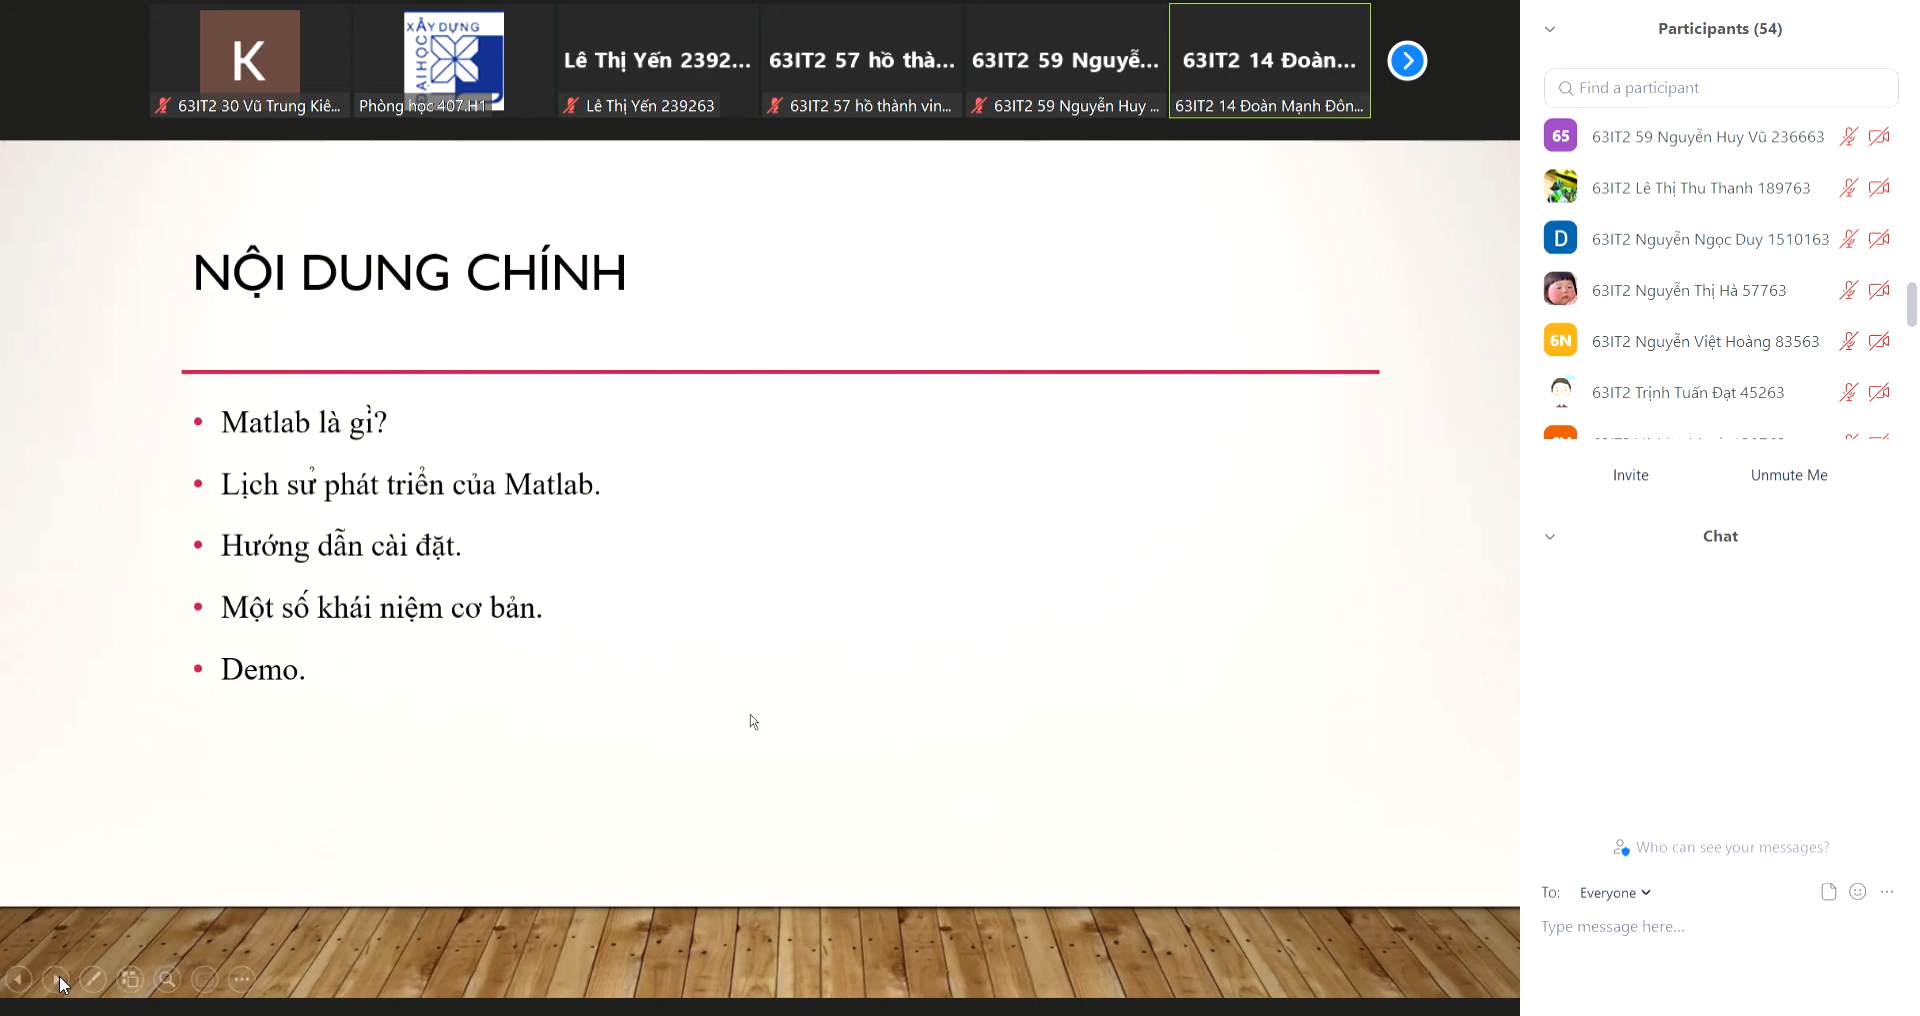 K
XÂY DỰNG
ĐẠI HỌC
Lê Thị Yến 2392...
63IT2 57 hồ thà...
63IT2 59 Nguyễ...
63IT2 14 Đoàn...
63IT2 30 Vũ Trung Kiê...
Phòng học 407.H1
Lê Thị Yến 239263
63IT2 57 hồ thành vin...
63IT2 59 Nguyễn Huy ...
63IT2 14 Đoàn Mạnh Đôn...
NỘI DUNG CHÍNH
• Matlab là gì?
• Lịch sử phát triển của Matlab.
• Hướng dẫn cài đặt.
• Một số khái niệm cơ bản.
• Demo.
Participants (54)
Find a participant
65 63IT2 59 Nguyễn Huy Vũ 236663
63IT2 Lê Thị Thu Thanh 189763
D 63IT2 Nguyễn Ngọc Duy 1510163
63IT2 Nguyễn Thị Hà 57763
6N 63IT2 Nguyễn Việt Hoàng 83563
63IT2 Trịnh Tuấn Đạt 45263
Invite
Unmute Me
Chat
Who can see your messages?
To: Everyone
Type message here...